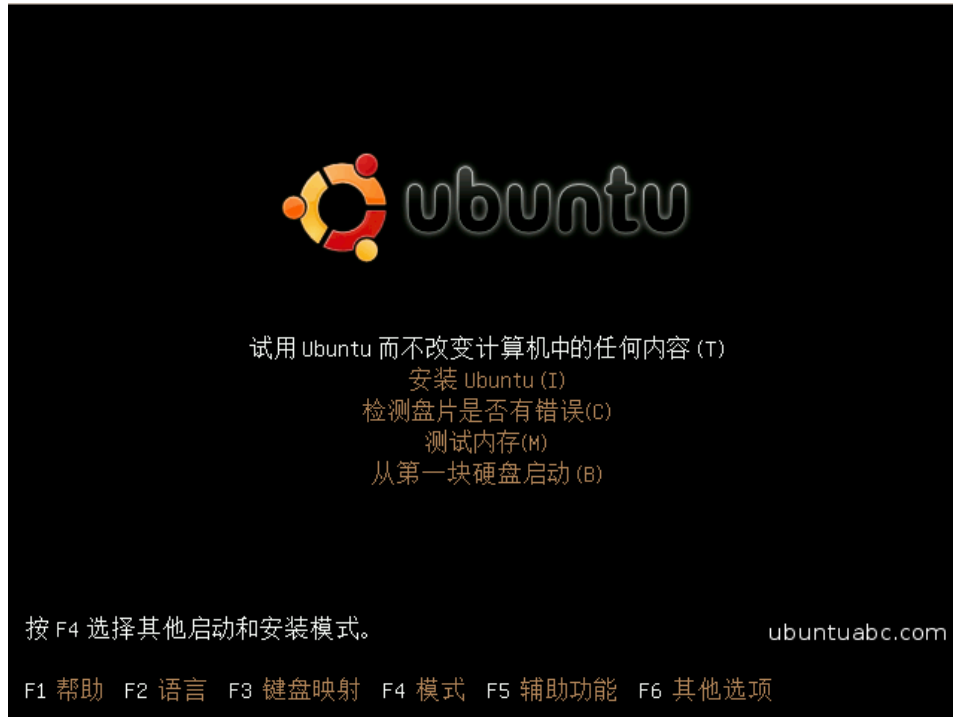 ubuntu
试用 Ubuntu 而不改变计算机中的任何内容 (T)
安装 Ubuntu (I)
检测盘片是否有错误(C)
测试内存(M)
从第一块硬盘启动 (B)
按 F4 选择其他启动和安装模式。
ubuntuabc.com
F1 帮助 F2 语言 F3 键盘映射 F4 模式 F5 辅助功能 F6 其他选项